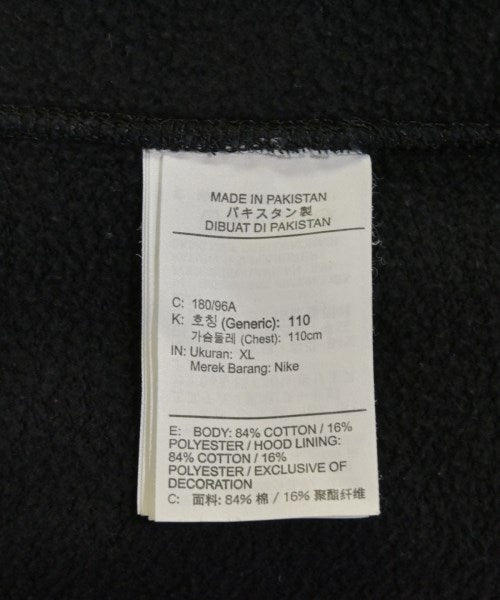 MADE IN PAKISTAN
パキスタン製
DIBUAT DI PAKISTAN
C: 180/96A
K: 호칭 (Generic): 110
가슴둘레 (Chest): 110cm
IN: Ukuran: XL
Merek Barang: Nike
E: BODY: 84% COTTON / 16%
POLYESTER / HOOD LINING:
84% COTTON / 16%
POLYESTER / EXCLUSIVE OF
DECORATION
C: 面料: 84% 棉 / 16% 聚酯纤维